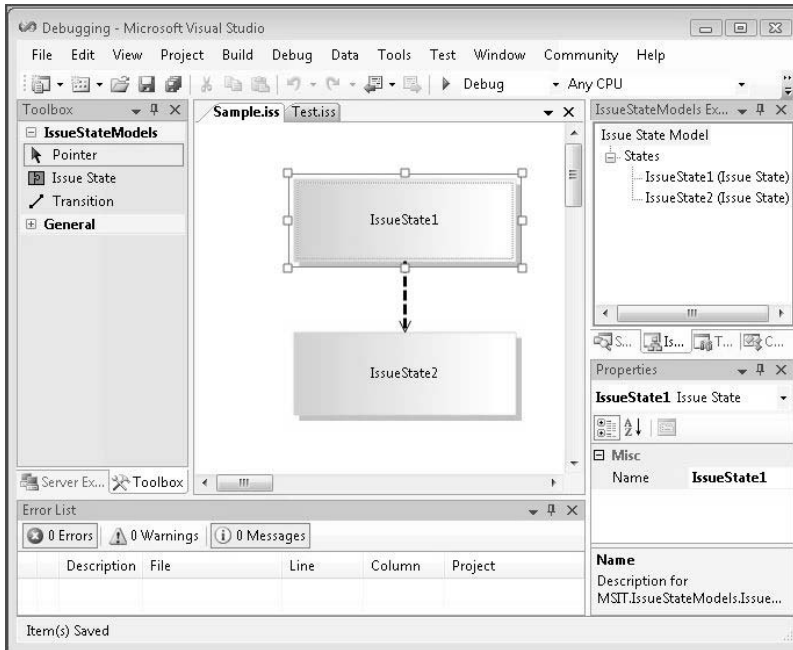 Debugging - Microsoft Visual Studio
File Edit View Project Build Debug Data Tools Test Window Community Help
Debug Any CPU
Toolbox
IssueStateModels
Pointer
Issue State
Transition
General
Server Ex... Toolbox
Sample.iss Test.iss
IssueState1
IssueState2
IssueStateModels Ex...
Issue State Model
States
IssueState1 (Issue State)
IssueState2 (Issue State)
S... Is... T... C...
Properties
IssueState1 Issue State
Misc
Name IssueState1
Name
Description for
MSIT.IssueStateModels.Issue...
Error List
0 Errors 0 Warnings 0 Messages
Description File Line Column Project
Item(s) Saved